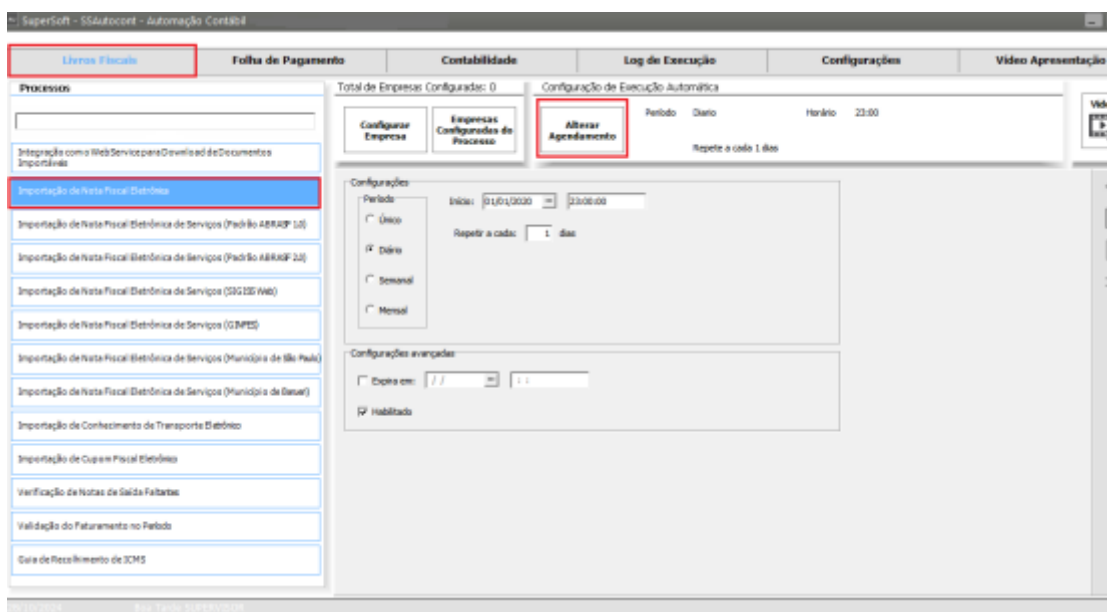 SuperSoft - SSAutocont - Automação Contábil
Livros Fiscais
Folha de Pagamento
Contabilidade
Log de Execução
Configurações
Vídeo Apresentação
Processos
Total de Empresas Configuradas: 0
Configuração de Execução Automática
Configurar
Empresa
Empresas
Configuradas do
Processo
Alterar
Agendamento
Período Diario
Horário 23:00
Repete a cada 1 dias
Integração com o WebService para Download de Documentos
Importáveis
Importação de Nota Fiscal Eletrônica
Importação de Nota Fiscal Eletrônica de Serviços (Padrão ABRASF 1.0)
Importação de Nota Fiscal Eletrônica de Serviços (Padrão ABRASF 2.0)
Importação de Nota Fiscal Eletrônica de Serviços (SIGISS Web)
Importação de Nota Fiscal Eletrônica de Serviços (GINFES)
Importação de Nota Fiscal Eletrônica de Serviços (Município de São Paulo)
Importação de Nota Fiscal Eletrônica de Serviços (Município de Barueri)
Importação de Conhecimento de Transporte Eletrônico
Importação de Cupom Fiscal Eletrônico
Verificação de Notas de Saída Faltantes
Validação do Faturamento no Período
Guia de Recolhimento de ICMS
Configurações
Período
Único
Diário
Semanal
Mensal
Início: 01/01/2020 23:00:00
Repetir a cada: 1 dias
Configurações avançadas
Expira em: / / : :
Habilitado
Boa Tarde SUPERVISOR